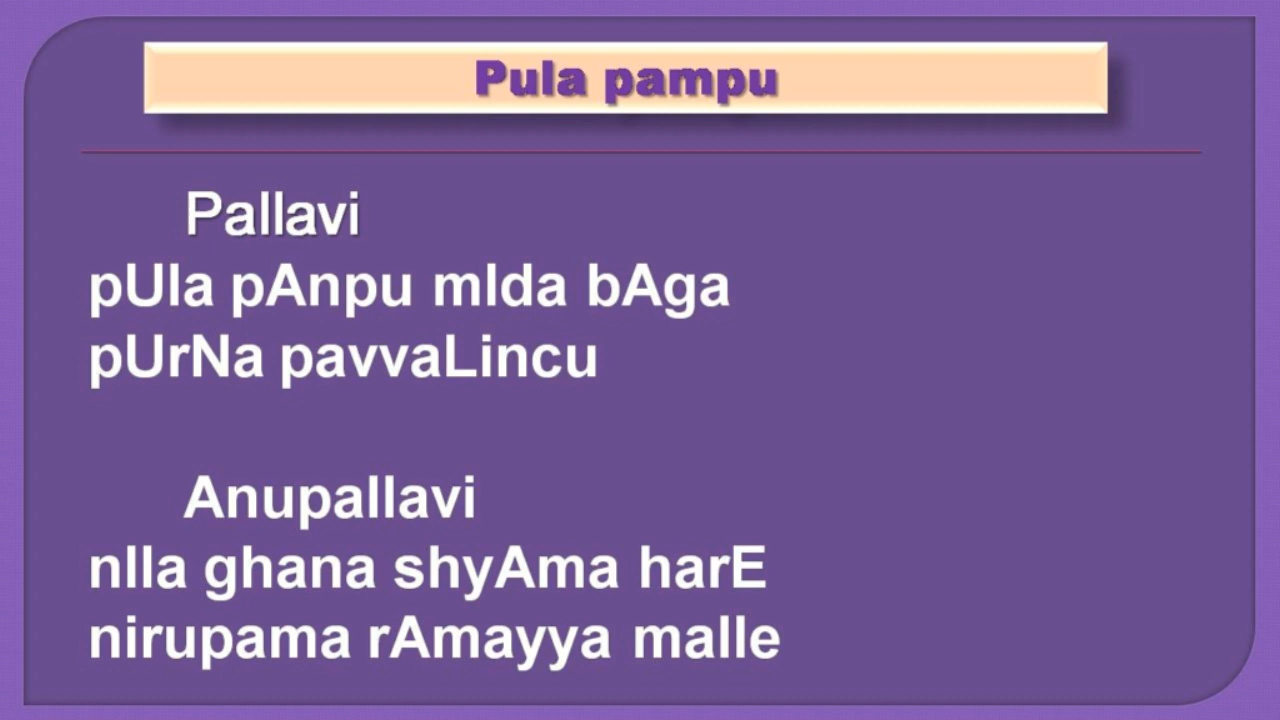 Pula pampu
Pallavi
pUla pAnpu mIda bAga
pUrNa pavvaLincu
Anupallavi
nIla ghana shyAma harE
nirupama rAmayya malle